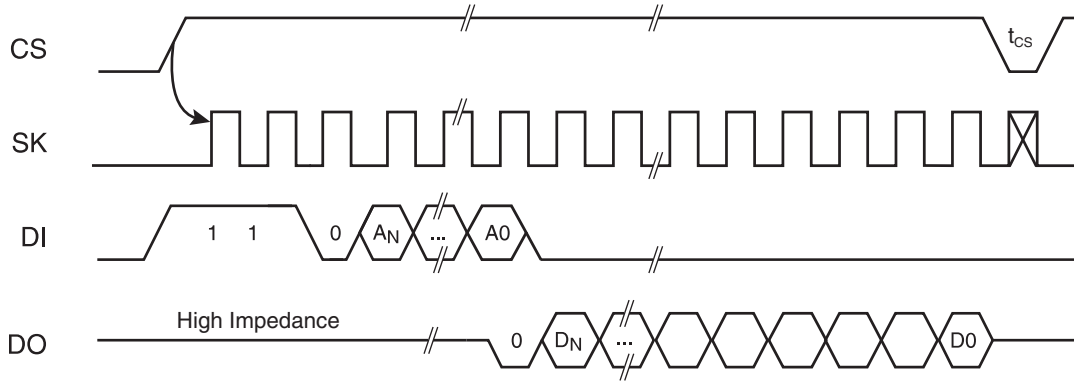 CS
t_CS
SK
DI
1 1 0 A_N ... A0
DO
High Impedance
0 D_N ... D0